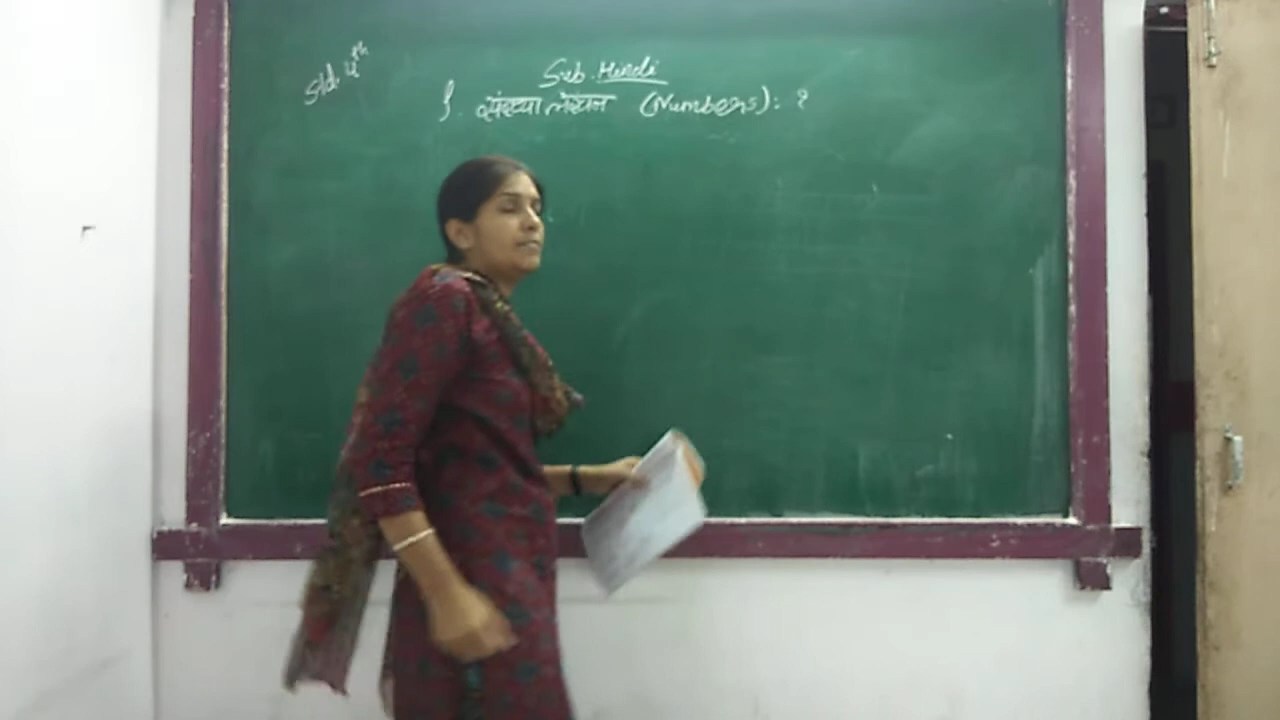 Std. 4th
Sub. Hindi
1. संख्या लेखन (Numbers): ?